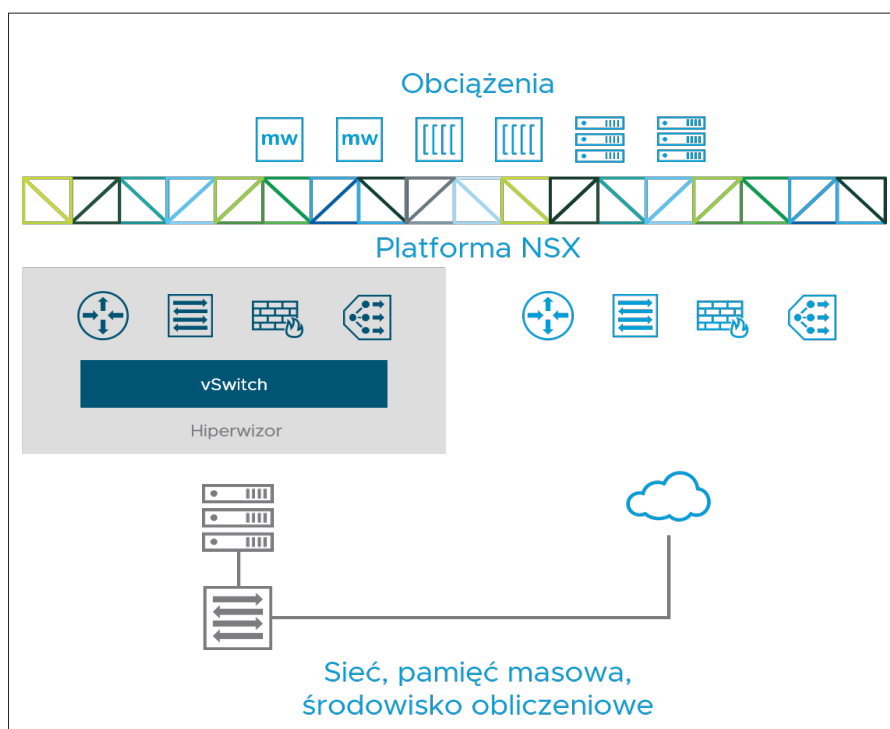 Obciążenia
mw
mw
Platforma NSX
vSwitch
Hiperwizor
Sieć, pamięć masowa,
środowisko obliczeniowe